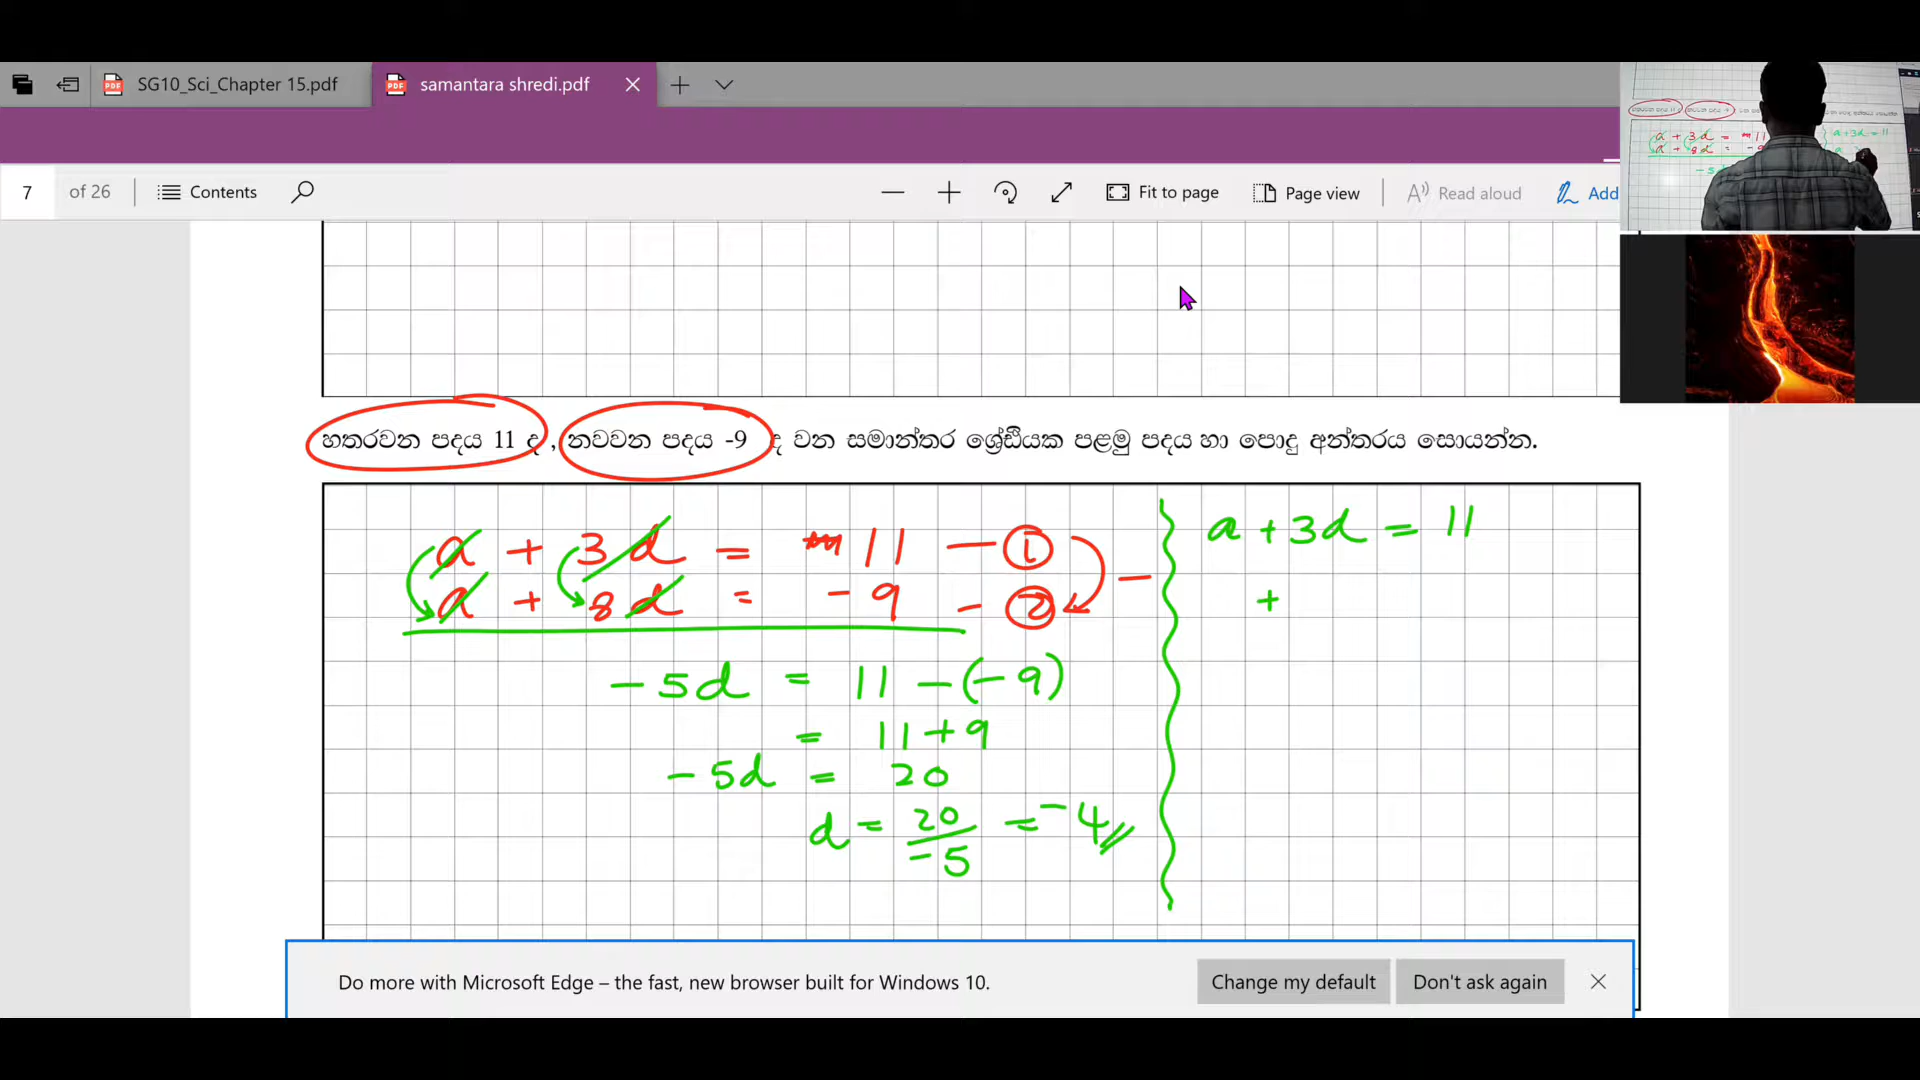 SG10_Sci_Chapter 15.pdf
samantara shredi.pdf
7 of 26
Contents
Fit to page
Page view
Read aloud
Add
හතරවන පදය 11 ද , නවවන පදය -9 ද වන සමාන්තර ශ්‍රේඪියක පළමු පදය හා පොදු අන්තරය සොයන්න.
a + 3d = 11 — ①
a + 8d = - 9 - ②
-
- 5d = 11 - (- 9)
= 11 + 9
- 5d = 20
d = 20/-5 = -4
a + 3d = 11
+
Do more with Microsoft Edge – the fast, new browser built for Windows 10.
Change my default
Don't ask again